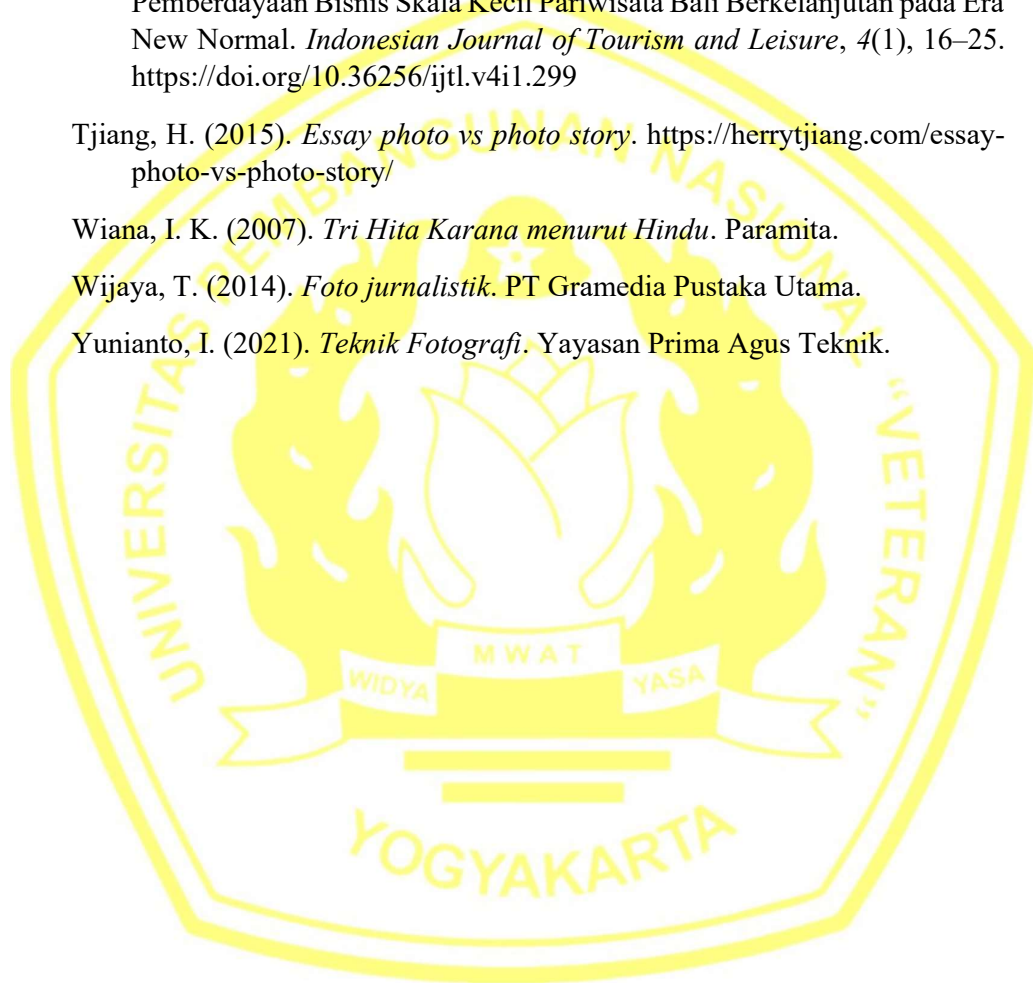 Pemberdayaan Bisnis Skala Kecil Pariwisata Bali Berkelanjutan pada Era
New Normal. Indonesian Journal of Tourism and Leisure, 4(1), 16–25.
https://doi.org/10.36256/ijtl.v4i1.299
Tjiang, H. (2015). Essay photo vs photo story. https://herrytjiang.com/essay-
photo-vs-photo-story/
Wiana, I. K. (2007). Tri Hita Karana menurut Hindu. Paramita.
Wijaya, T. (2014). Foto jurnalistik. PT Gramedia Pustaka Utama.
Yunianto, I. (2021). Teknik Fotografi. Yayasan Prima Agus Teknik.
UNIVERSITAS PEMBANGUNAN NASIONAL "VETERAN"
WIDYA
MWAT
YASA
YOGYAKARTA